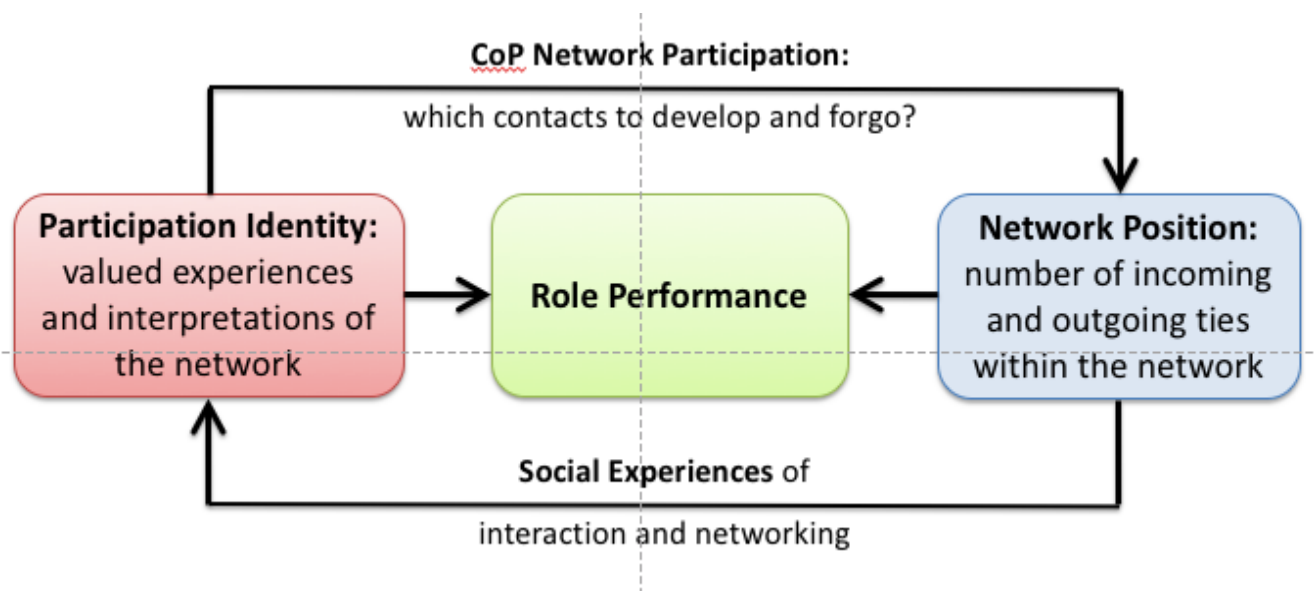 CoP Network Participation:
which contacts to develop and forgo?
Participation Identity:
valued experiences
and interpretations of
the network
Role Performance
Network Position:
number of incoming
and outgoing ties
within the network
Social Experiences of
interaction and networking